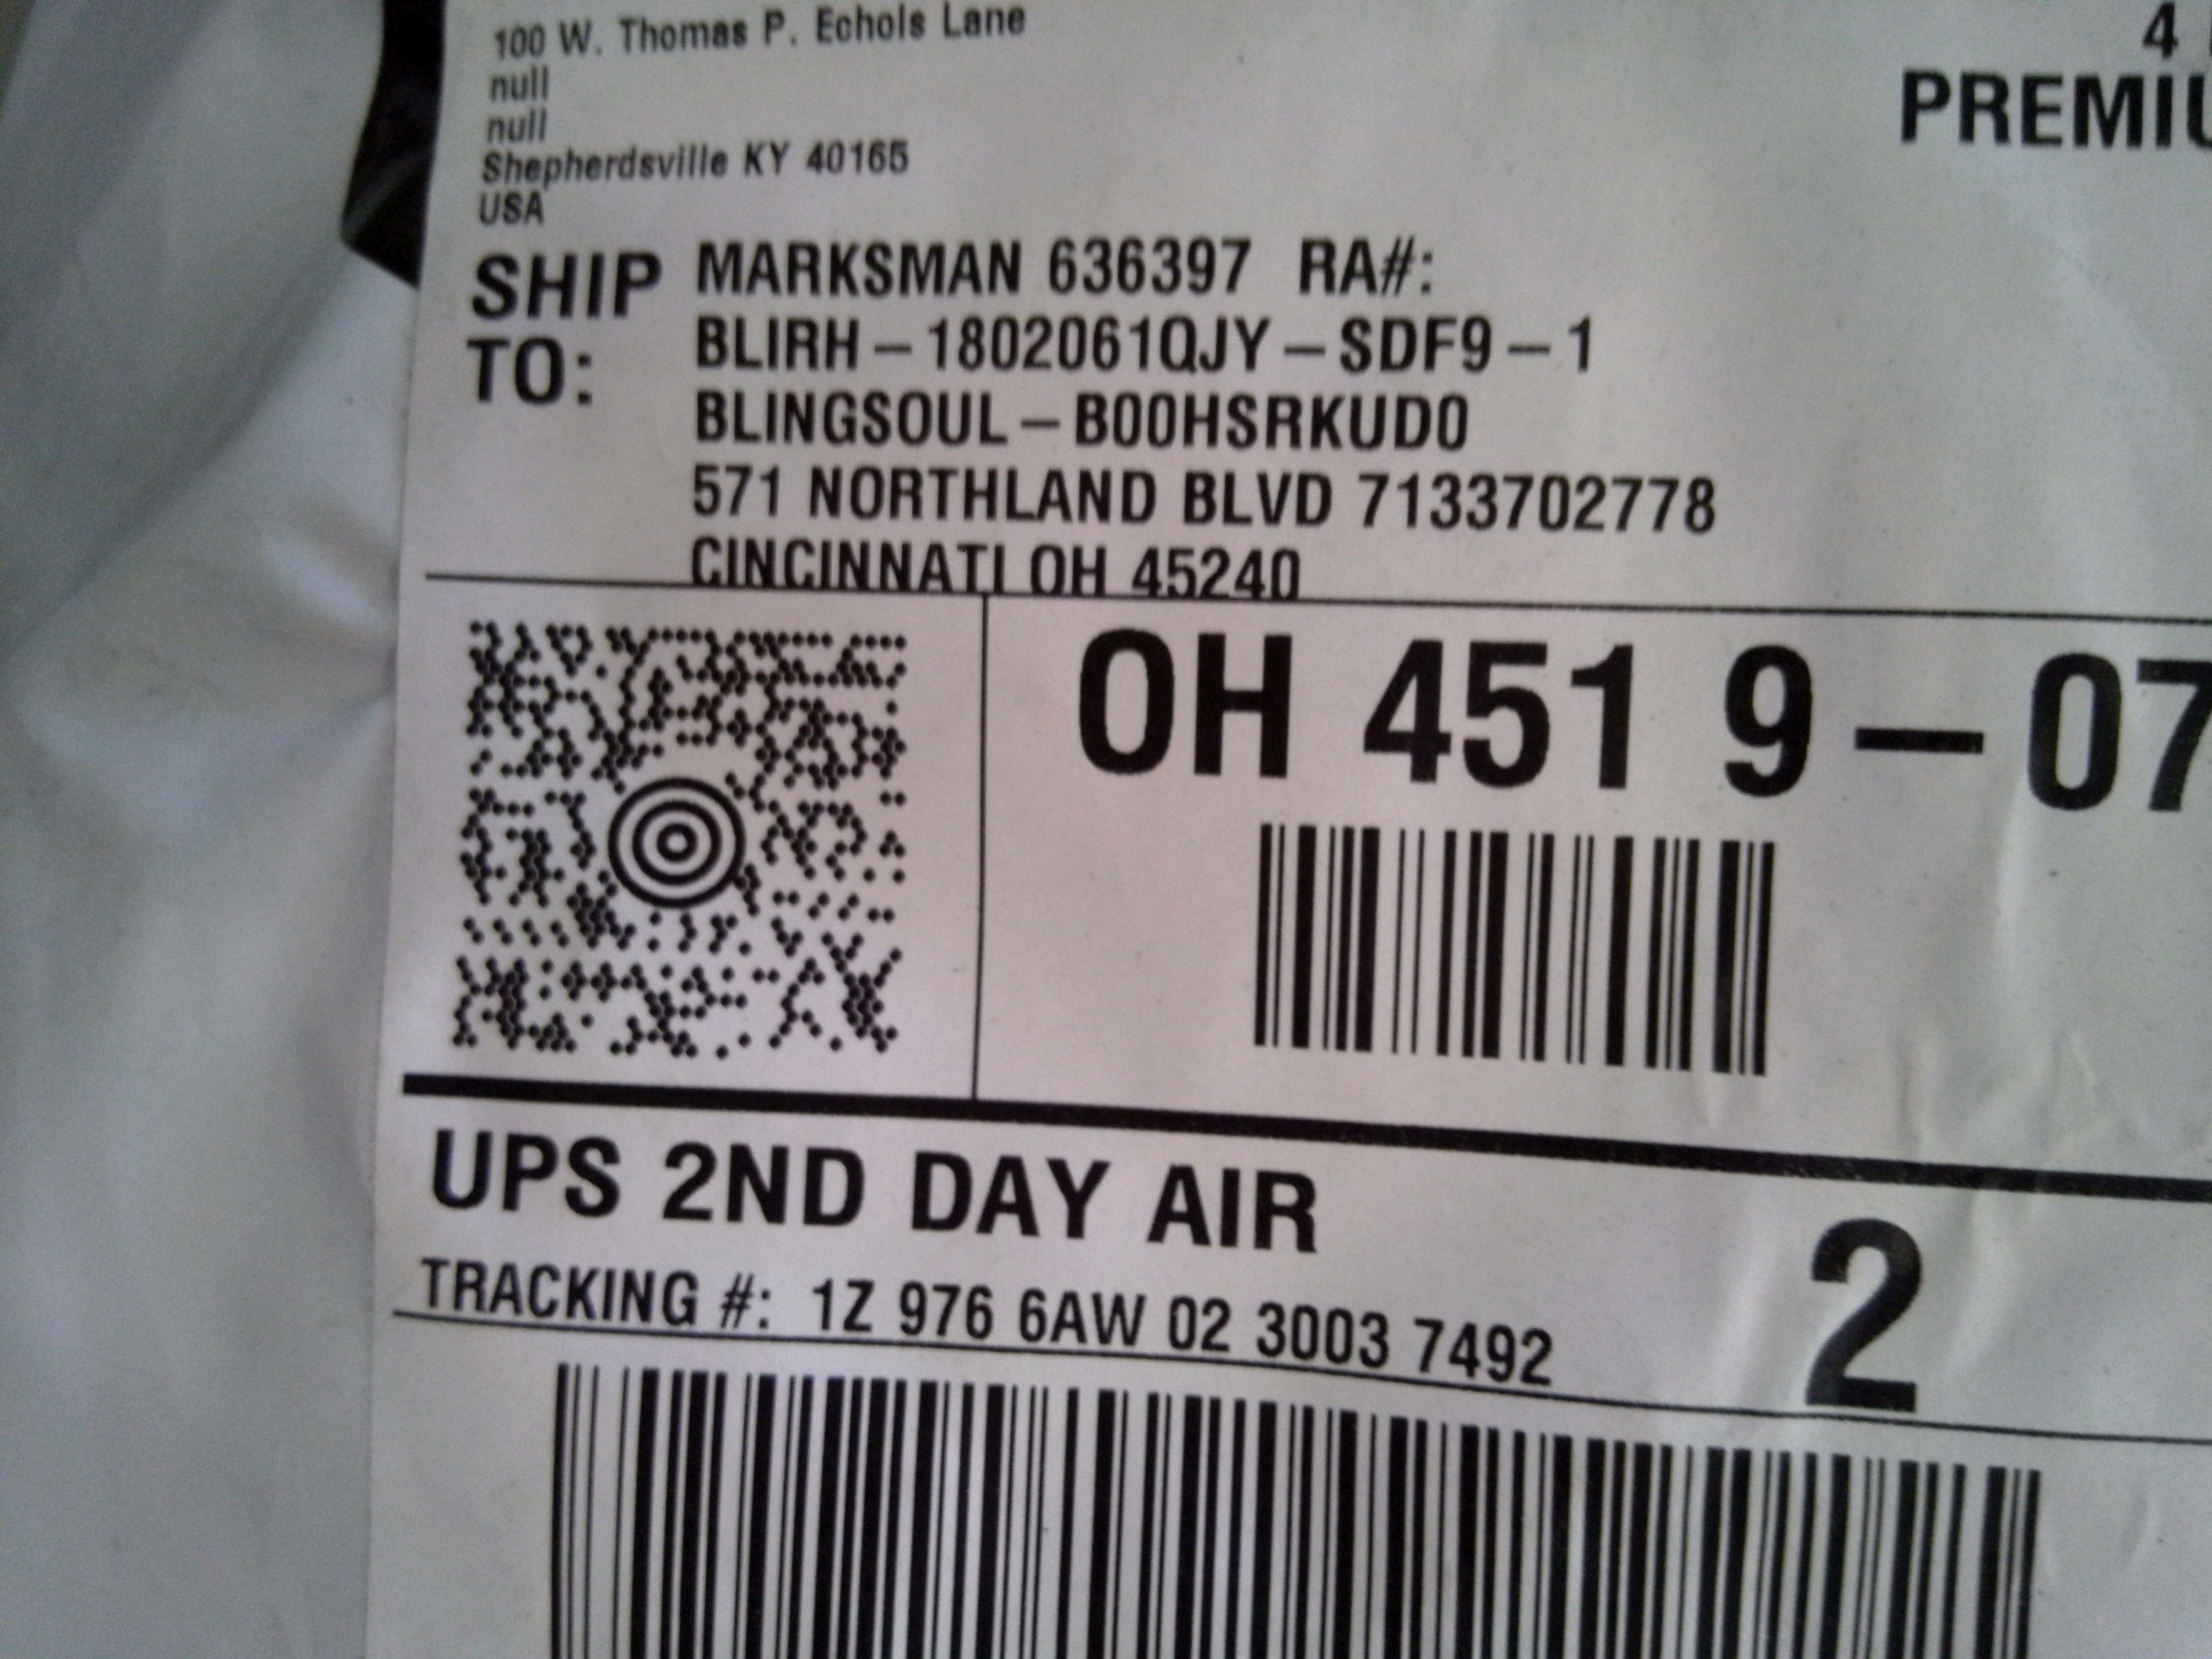 100 W. Thomas P. Echols Lane
null
null
Shepherdsville KY 40165
USA
4
PREMIU
SHIP TO:
MARKSMAN 636397 RA#:
BLIRH-1802061QJY-SDF9-1
BLINGSOUL-B00HSRKUDO
571 NORTHLAND BLVD 7133702778
CINCINNATI OH 45240
OH 451 9-07
UPS 2ND DAY AIR
2
TRACKING #: 1Z 976 6AW 02 3003 7492